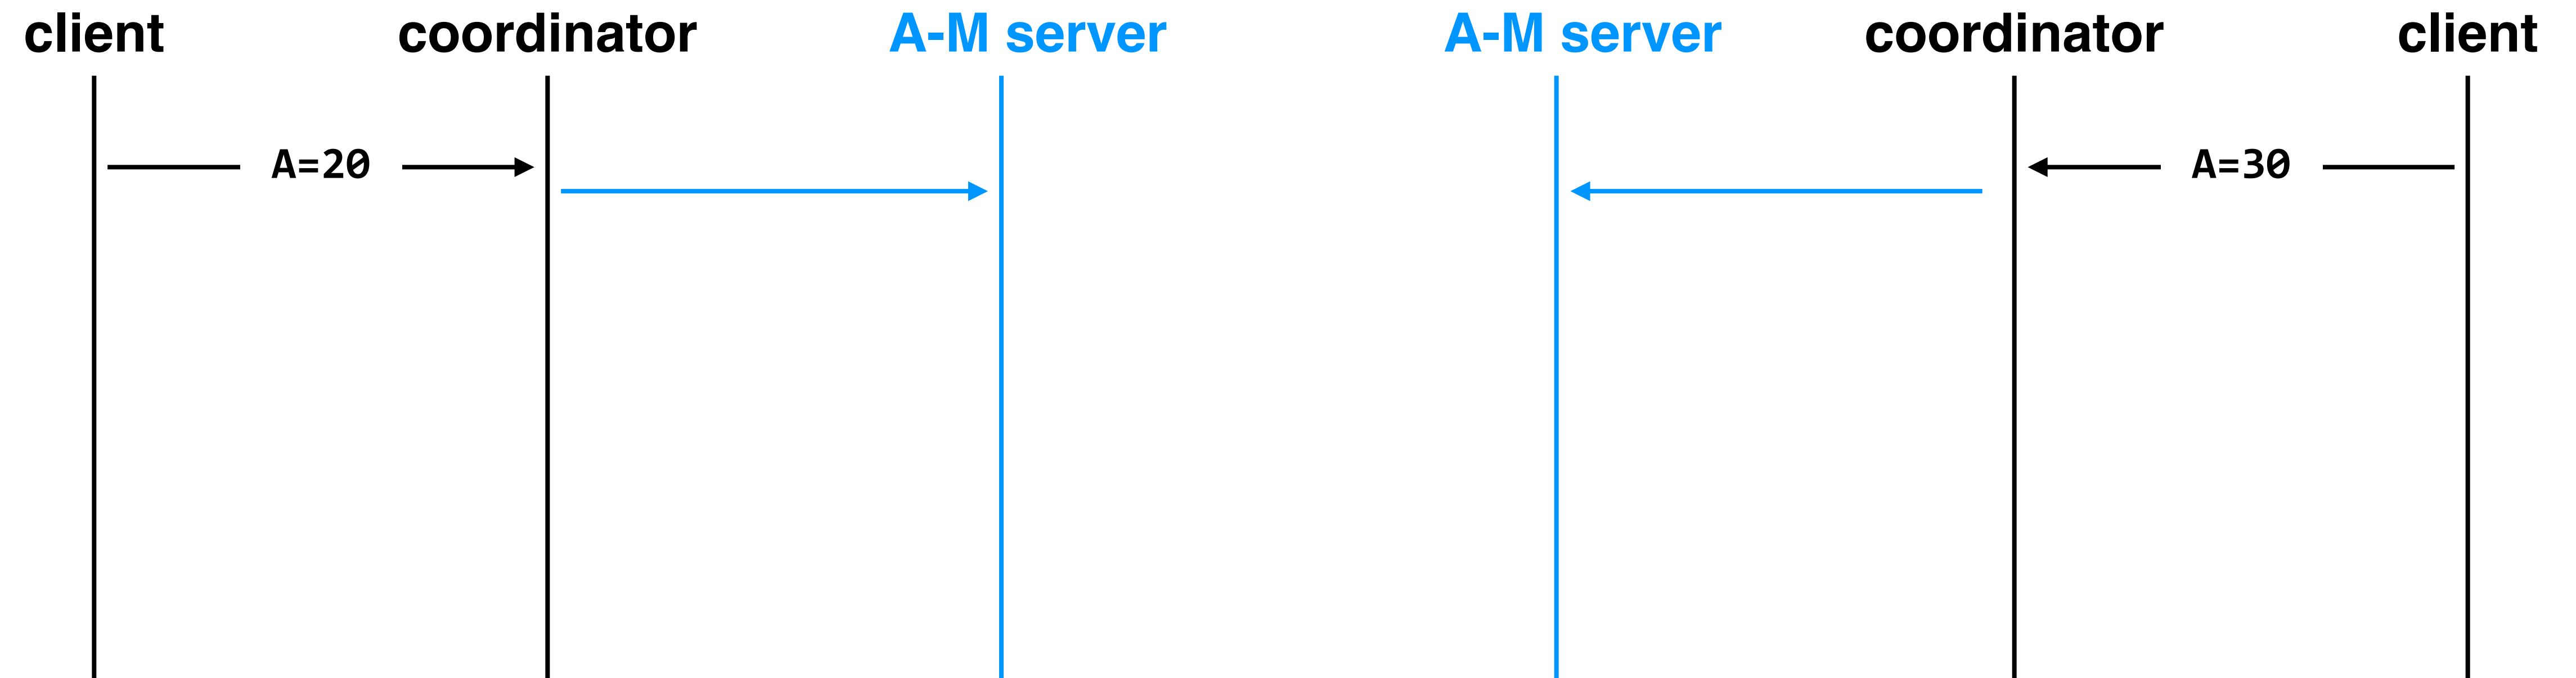 client coordinator A-M server A-M server coordinator client
A=20 A=30